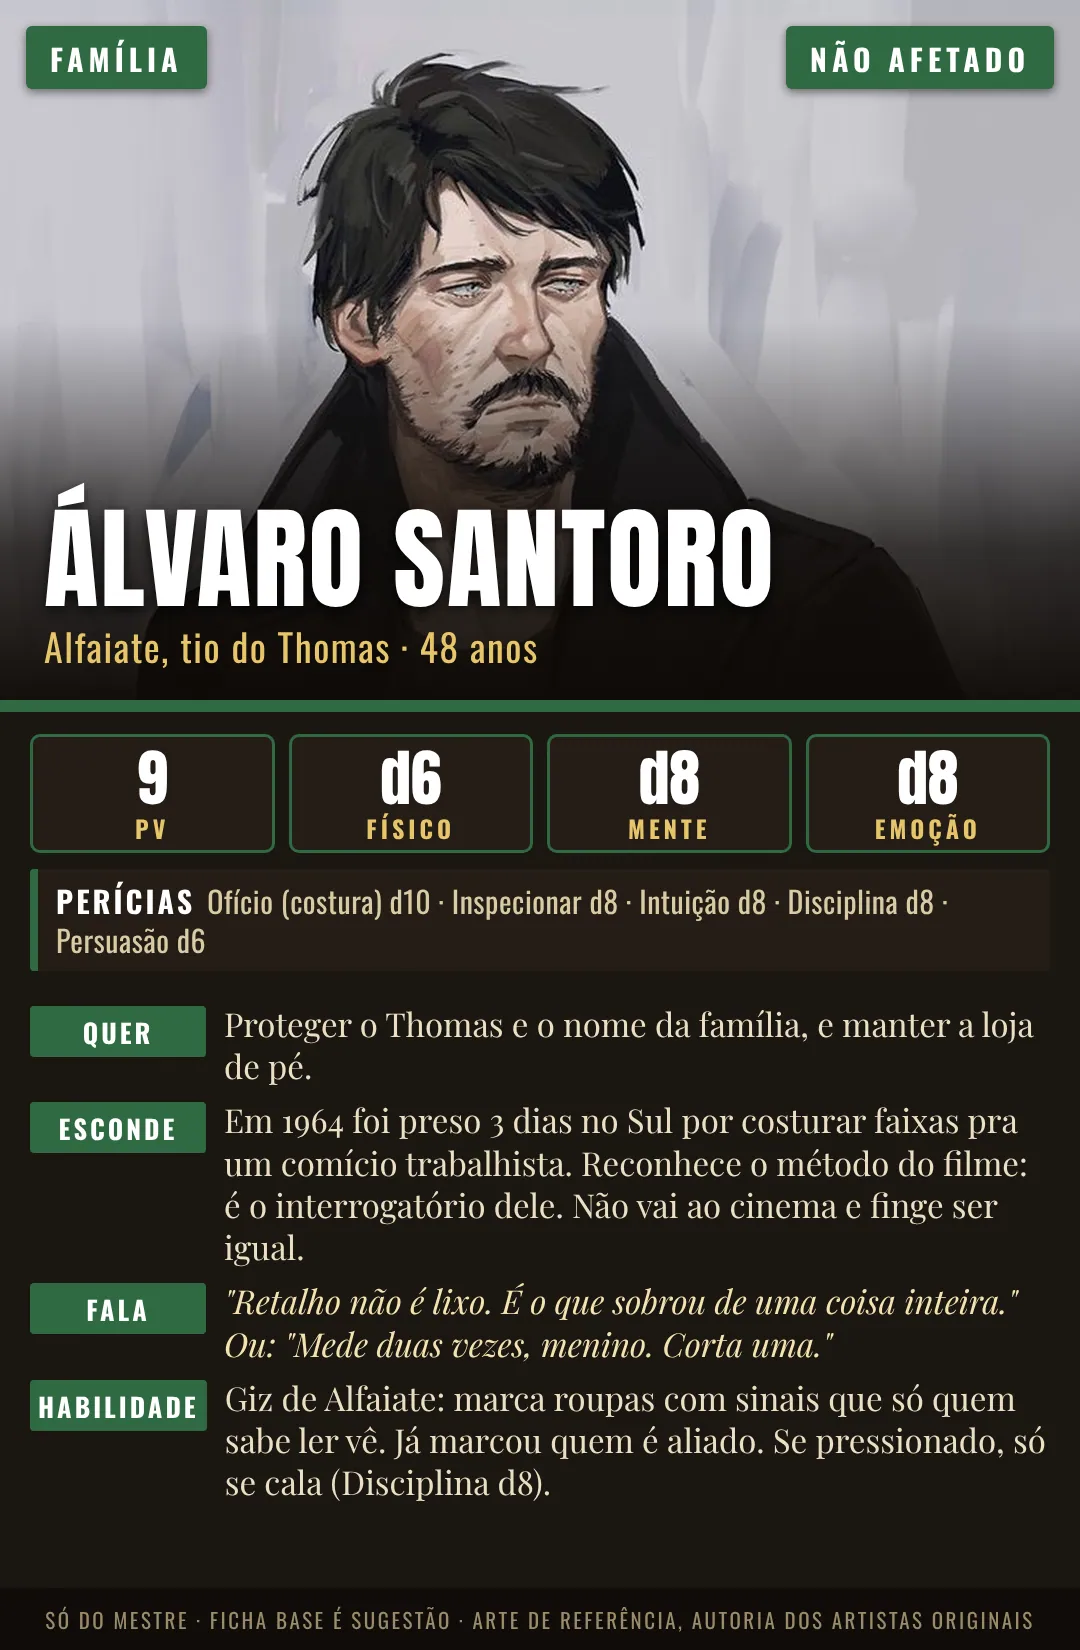 FAMÍLIA
NÃO AFETADO
ÁLVARO SANTORO
Alfaiate, tio do Thomas · 48 anos
9
PV
d6
FÍSICO
d8
MENTE
d8
EMOÇÃO
PERÍCIAS Ofício (costura) d10 · Inspecionar d8 · Intuição d8 · Disciplina d8 ·
Persuasão d6
QUER
Proteger o Thomas e o nome da família, e manter a loja
de pé.
ESCONDE
Em 1964 foi preso 3 dias no Sul por costurar faixas pra
um comício trabalhista. Reconhece o método do filme:
é o interrogatório dele. Não vai ao cinema e finge ser
igual.
FALA
"Retalho não é lixo. É o que sobrou de uma coisa inteira."
Ou: "Mede duas vezes, menino. Corta uma."
HABILIDADE
Giz de Alfaiate: marca roupas com sinais que só quem
sabe ler vê. Já marcou quem é aliado. Se pressionado, só
se cala (Disciplina d8).
SÓ DO MESTRE · FICHA BASE É SUGESTÃO · ARTE DE REFERÊNCIA, AUTORIA DOS ARTISTAS ORIGINAIS